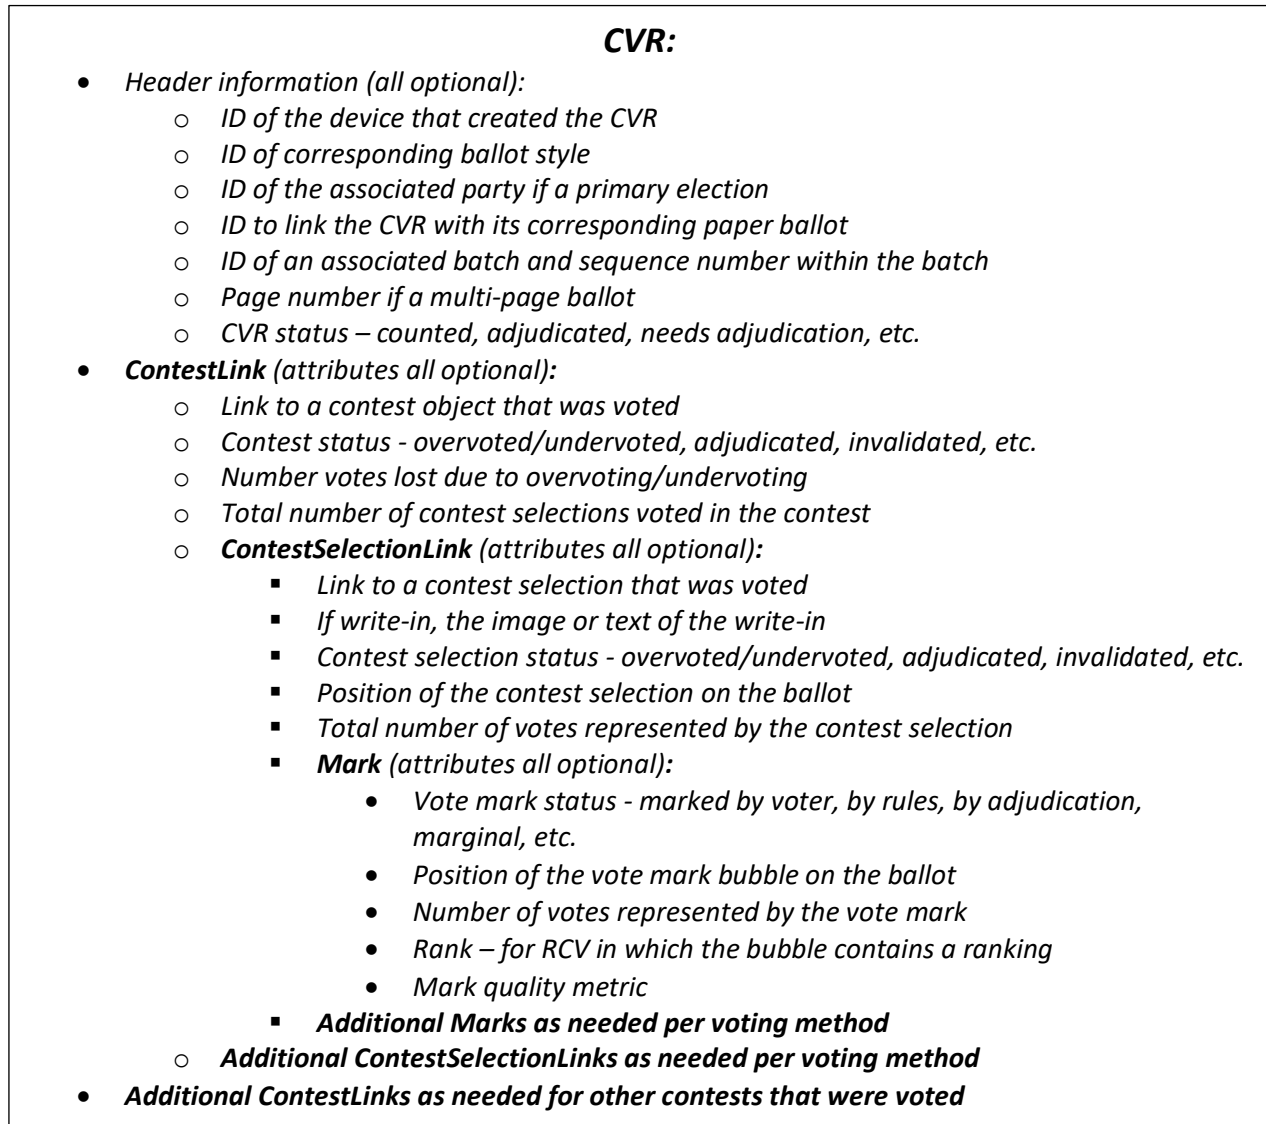 CVR:
• Header information (all optional):
o ID of the device that created the CVR
o ID of corresponding ballot style
o ID of the associated party if a primary election
o ID to link the CVR with its corresponding paper ballot
o ID of an associated batch and sequence number within the batch
o Page number if a multi-page ballot
o CVR status – counted, adjudicated, needs adjudication, etc.
• ContestLink (attributes all optional):
o Link to a contest object that was voted
o Contest status - overvoted/undervoted, adjudicated, invalidated, etc.
o Number votes lost due to overvoting/undervoting
o Total number of contest selections voted in the contest
o ContestSelectionLink (attributes all optional):
▪ Link to a contest selection that was voted
▪ If write-in, the image or text of the write-in
▪ Contest selection status - overvoted/undervoted, adjudicated, invalidated, etc.
▪ Position of the contest selection on the ballot
▪ Total number of votes represented by the contest selection
▪ Mark (attributes all optional):
• Vote mark status - marked by voter, by rules, by adjudication,
marginal, etc.
• Position of the vote mark bubble on the ballot
• Number of votes represented by the vote mark
• Rank – for RCV in which the bubble contains a ranking
• Mark quality metric
▪ Additional Marks as needed per voting method
o Additional ContestSelectionLinks as needed per voting method
• Additional ContestLinks as needed for other contests that were voted